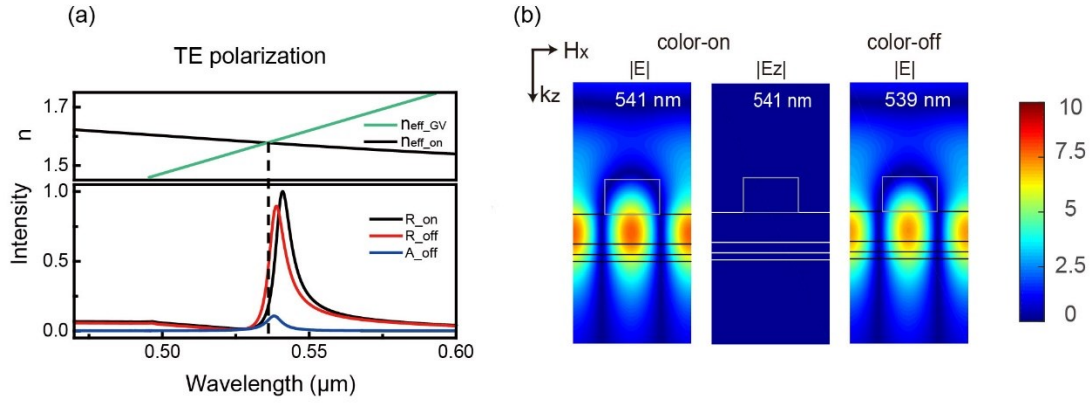 (a)
TE polarization
1.7
1.5
n
neff_GV
neff_on
1.0
0.5
0.0
Intensity
R_on
R_off
A_off
0.50 0.55 0.60
Wavelength (μm)
(b)
Hx
kz
color-on color-off
|E| |Ez| |E|
541 nm 541 nm 539 nm
10
7.5
5
2.5
0